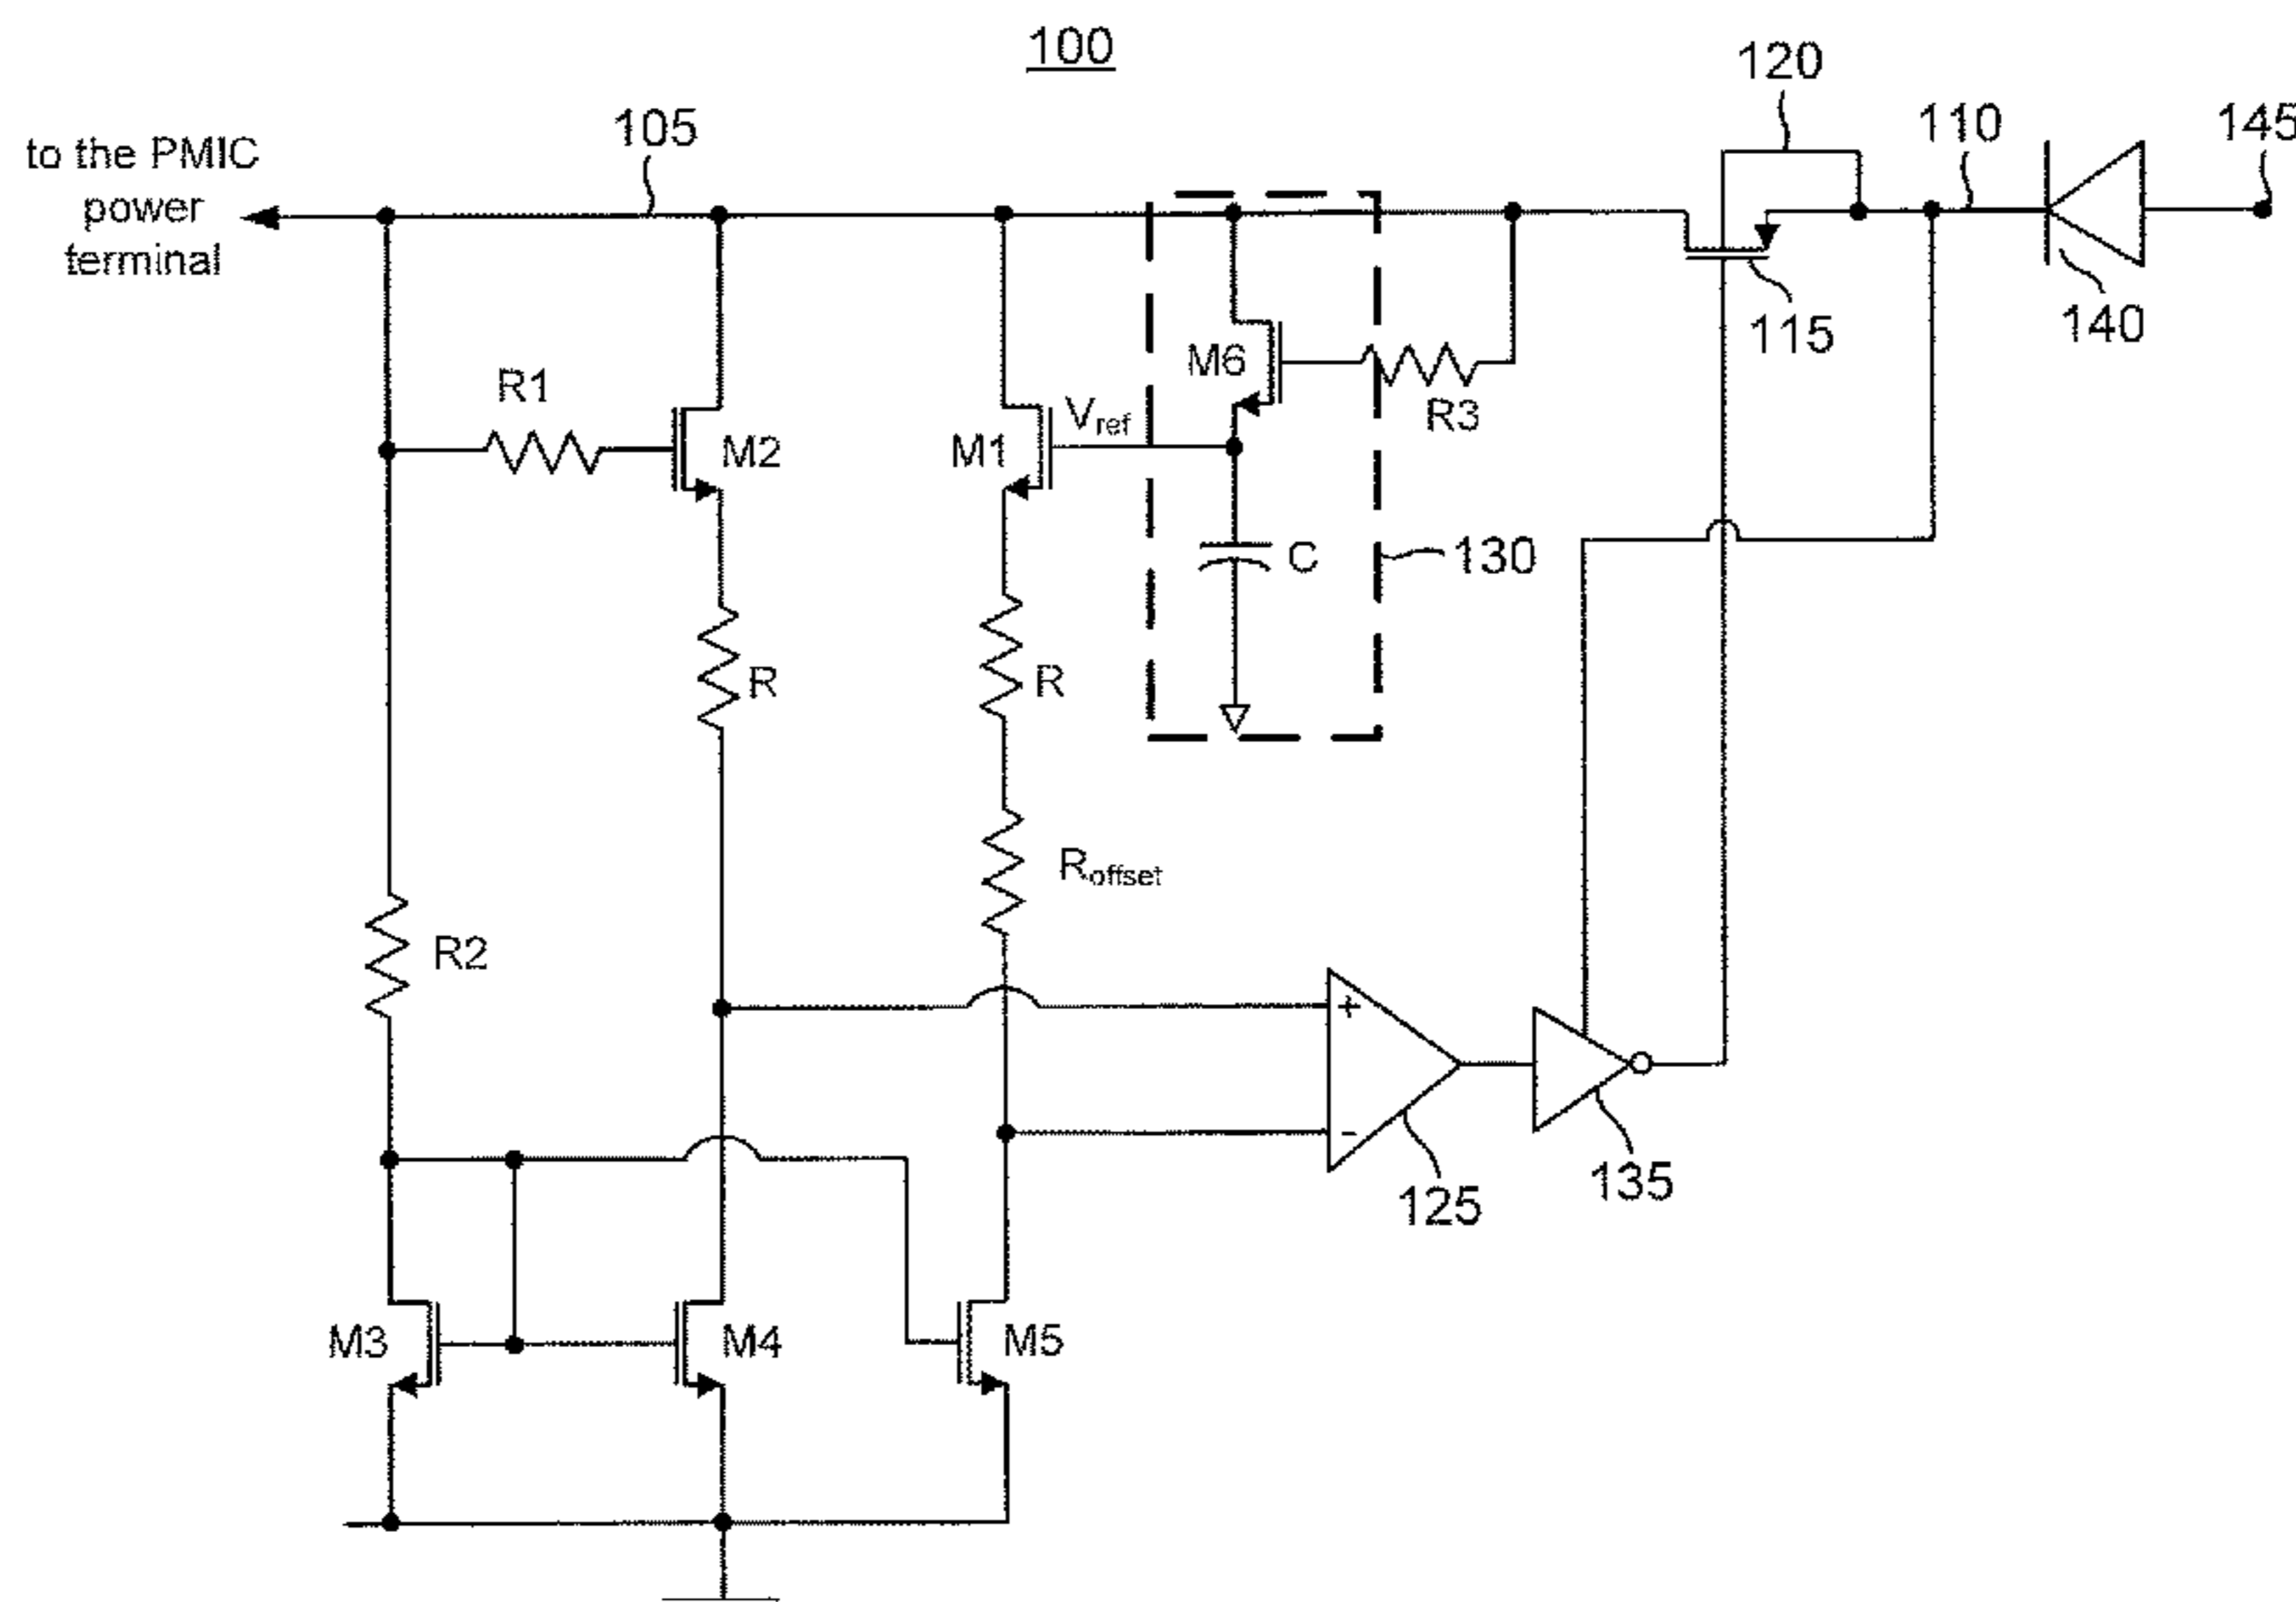 100
120
110
145
105
to the PMIC
power
terminal
115
140
R1
M2
M1
Vref
M6
R3
C
130
R
R
Roffset
R2
+
-
125
135
M3
M4
M5